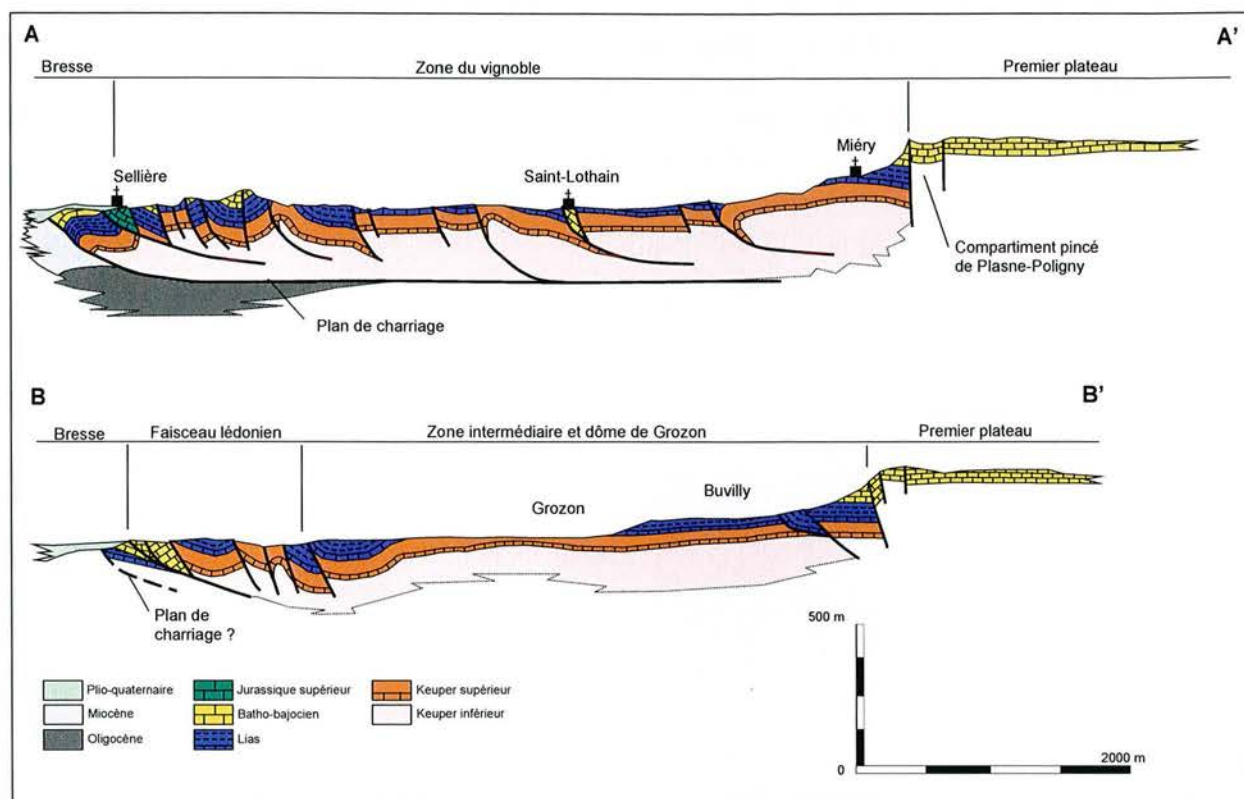 A
A'
Bresse
Zone du vignoble
Premier plateau
Sellière
Saint-Lothain
Miéry
Compartiment pincé
de Plasne-Poligny
Plan de charriage
B
B'
Bresse
Faisceau lédonien
Zone intermédiaire et dôme de Grozon
Premier plateau
Grozon
Buvilly
Plan de
charriage ?
500 m
0
2000 m
Plio-quaternaire
Jurassique supérieur
Keuper supérieur
Miocène
Batho-bajocien
Keuper inférieur
Oligocène
Lias